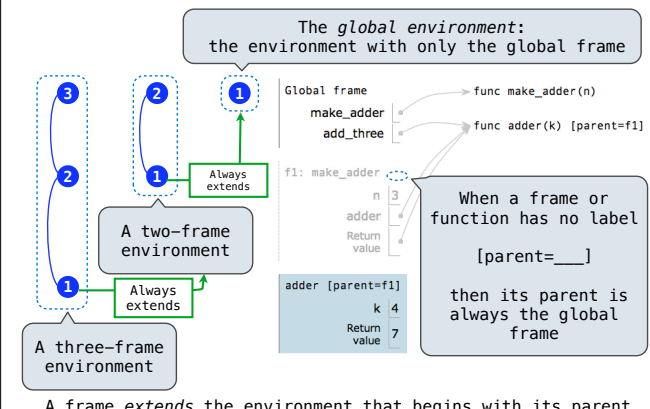 The global environment:
the environment with only the global frame
3
2
1
2
1
1
Always
extends
Always
extends
A two-frame
environment
A three-frame
environment
Global frame
make_adder
add_three
func make_adder(n)
func adder(k) [parent=f1]
f1: make_adder
n 3
adder
Return
value
adder [parent=f1]
k 4
Return
value 7
When a frame or
function has no label
[parent=___]
then its parent is
always the global
frame
A frame extends the environment that begins with its parent